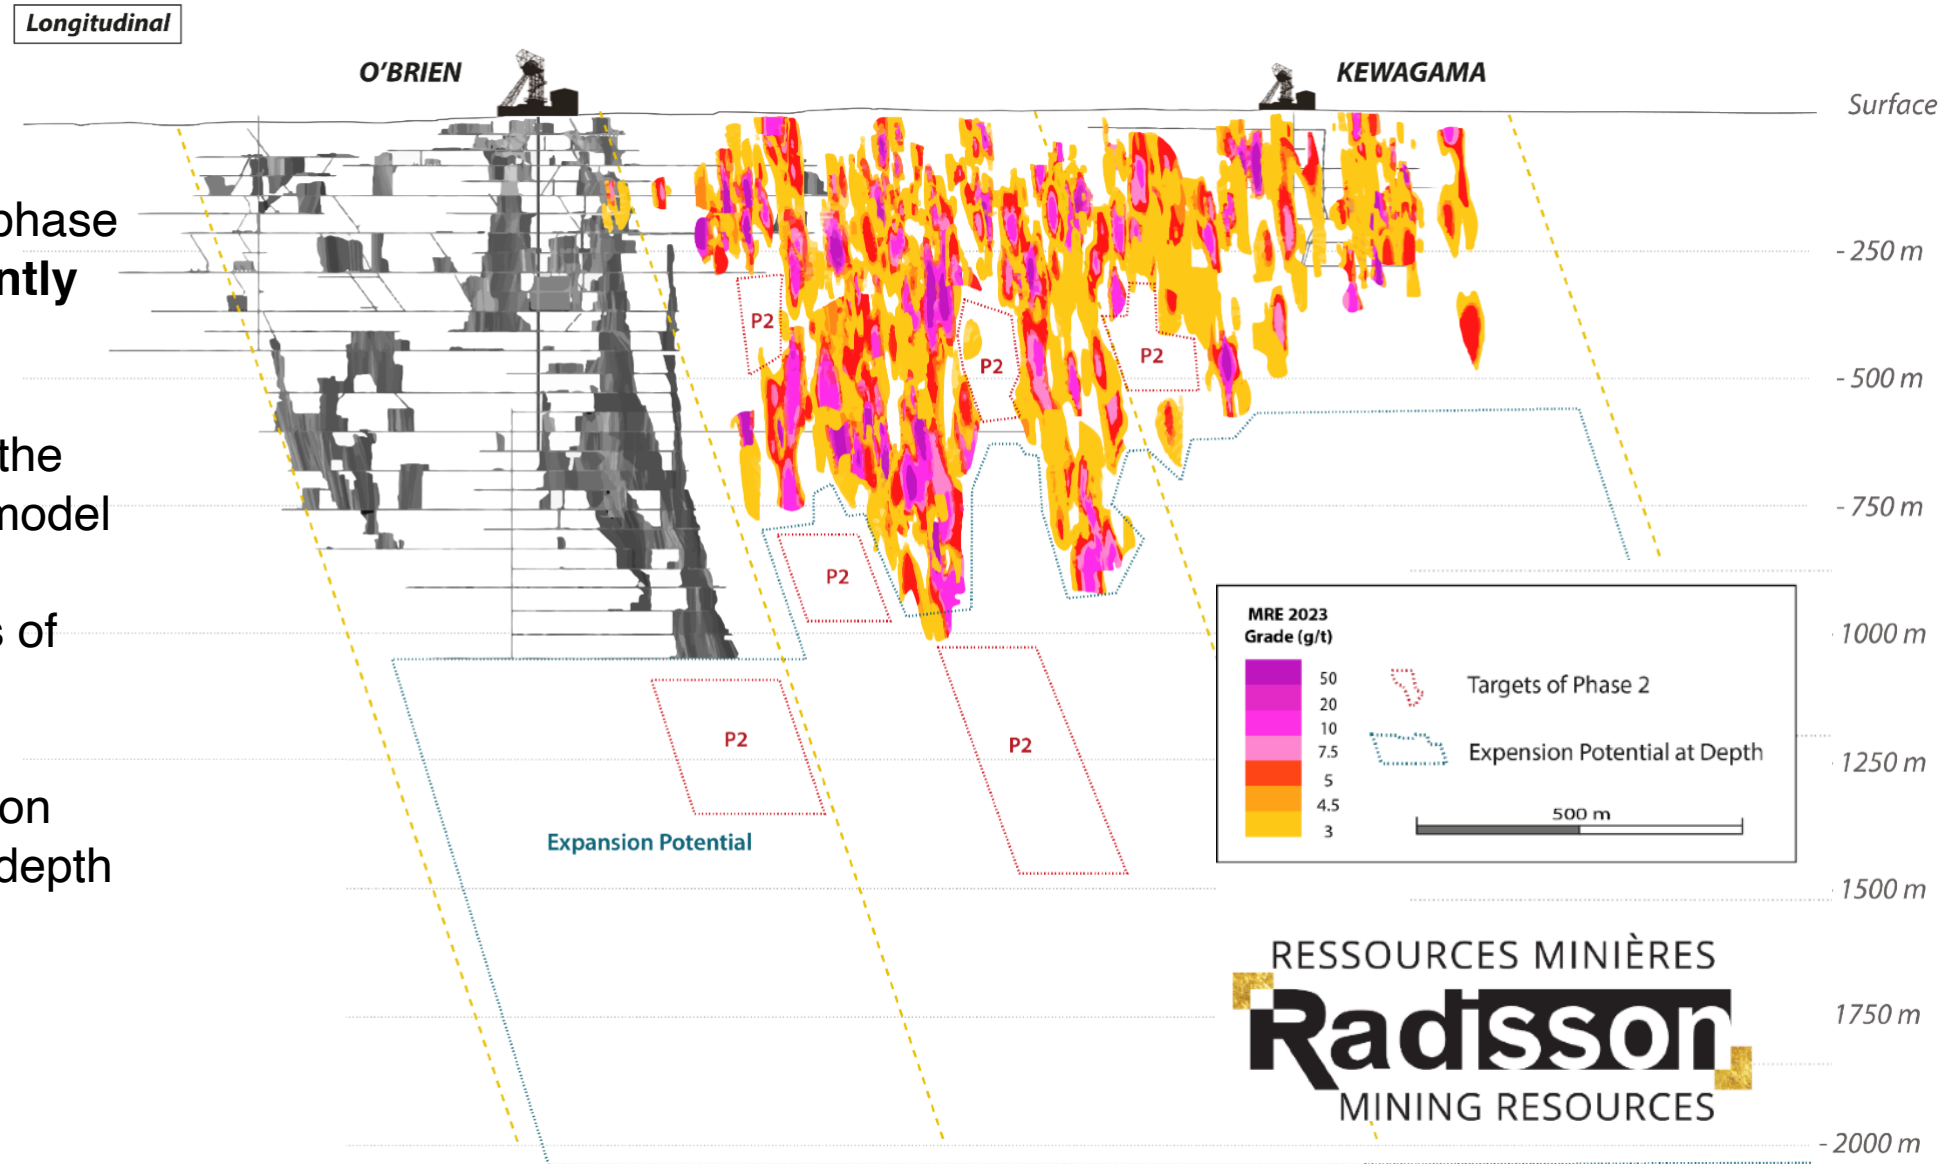 Longitudinal
O'BRIEN
KEWAGAMA
Surface
phase
ntly
the
model
s of
on
depth
- 250 m
- 500 m
- 750 m
1000 m
1250 m
1500 m
1750 m
- 2000 m
P2
P2
P2
P2
P2
P2
Expansion Potential
MRE 2023
Grade (g/t)
50
20
10
7.5
5
4.5
3
Targets of Phase 2
Expension Potential at Depth
500 m
RESSOURCES MINIÈRES
Radisson
MINING RESOURCES